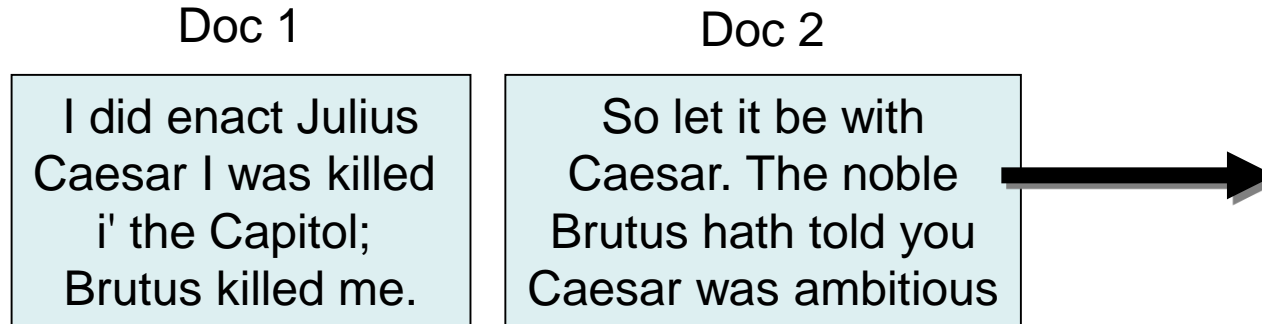 Doc 1
I did enact Julius
Caesar I was killed
i' the Capitol;
Brutus killed me.
Doc 2
So let it be with
Caesar. The noble
Brutus hath told you
Caesar was ambitious